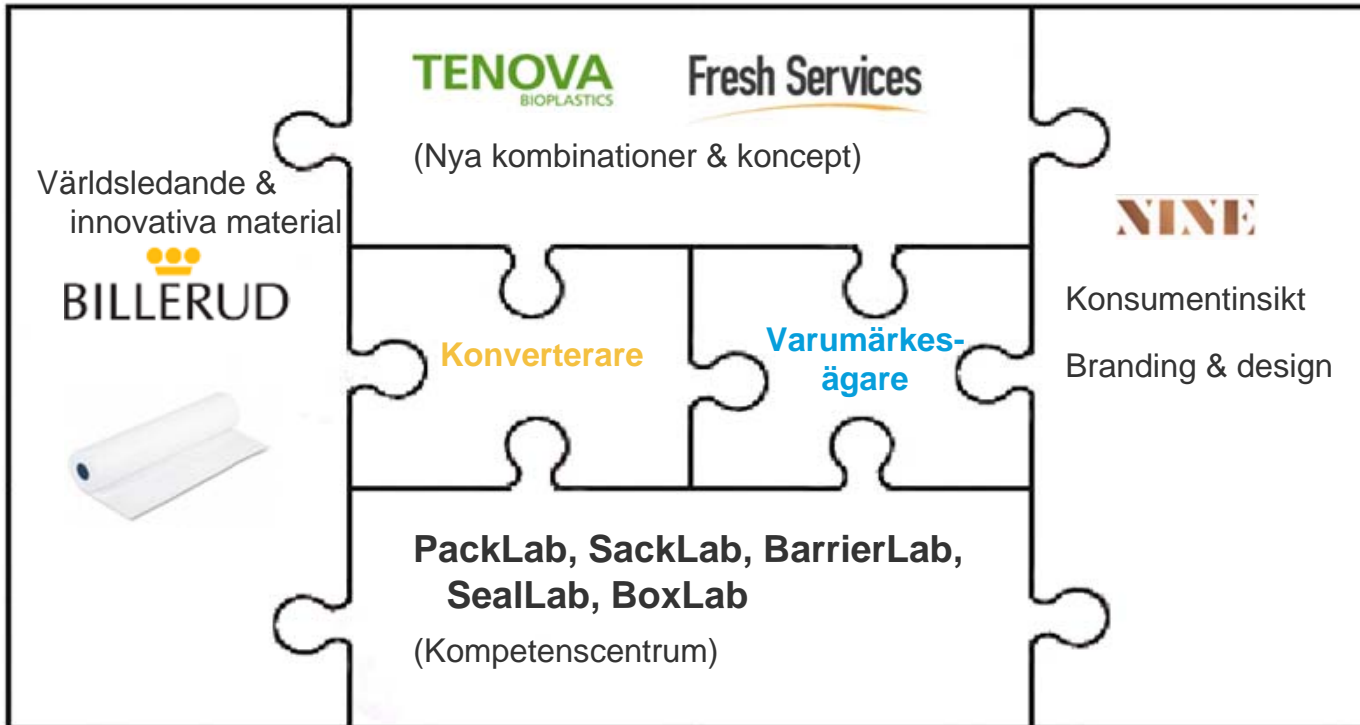 TENOVA
BIOPLASTICS
Fresh Services
(Nya kombinationer & koncept)
Världsledande &
innovativa material
BILLERUD
NINE
Konsumentinsikt
Branding & design
Konverterare
Varumärkes-
ägare
PackLab, SackLab, BarrierLab,
SealLab, BoxLab
(Kompetenscentrum)